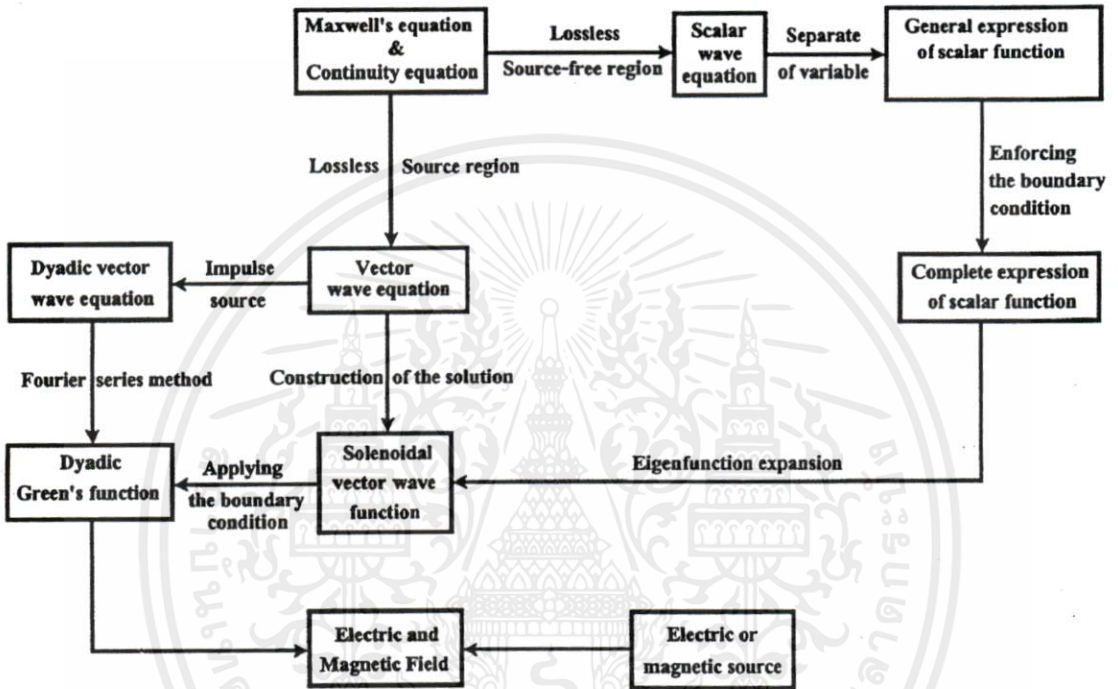 Maxwell's equation
&
Continuity equation
Lossless
Source-free region
Scalar
wave
equation
Separate
of variable
General expression
of scalar function
Lossless Source region
Enforcing
the boundary
condition
Dyadic vector
wave equation
Impulse
source
Vector
wave equation
Complete expression
of scalar function
Fourier series method
Construction of the solution
Dyadic
Green's function
Applying
the boundary
condition
Solenoidal
vector wave
function
Eigenfunction expansion
Electric and
Magnetic Field
Electric or
magnetic source